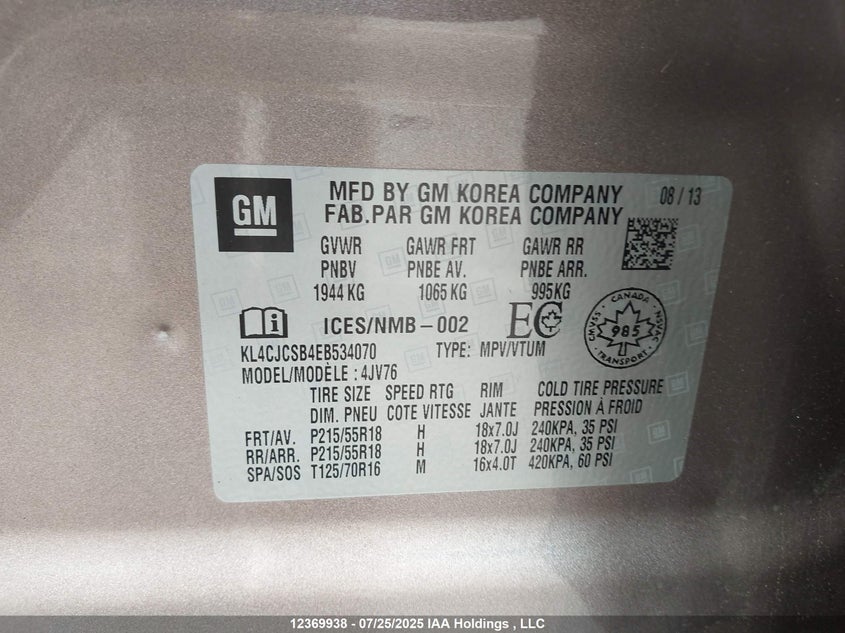 GM
MFD BY GM KOREA COMPANY 08 / 13
FAB.PAR GM KOREA COMPANY
GVWR GAWR FRT GAWR RR
PNBV PNBE AV. PNBE ARR.
1944 KG 1065 KG 995KG
ICES/NMB – 002 EC
CANADA
CMVSS 985 NSVAC
TRANSPORT
KL4CJCSB4EB534070 TYPE: MPV/VTUM
MODEL/MODÈLE : 4JV76
TIRE SIZE SPEED RTG RIM COLD TIRE PRESSURE
DIM. PNEU COTE VITESSE JANTE PRESSION À FROID
FRT/AV. P215/55R18 H 18x7.0J 240KPA, 35 PSI
RR/ARR. P215/55R18 H 18x7.0J 240KPA, 35 PSI
SPA/SOS T125/70R16 M 16x4.0T 420KPA, 60 PSI
12369938 - 07/25/2025 IAA Holdings , LLC